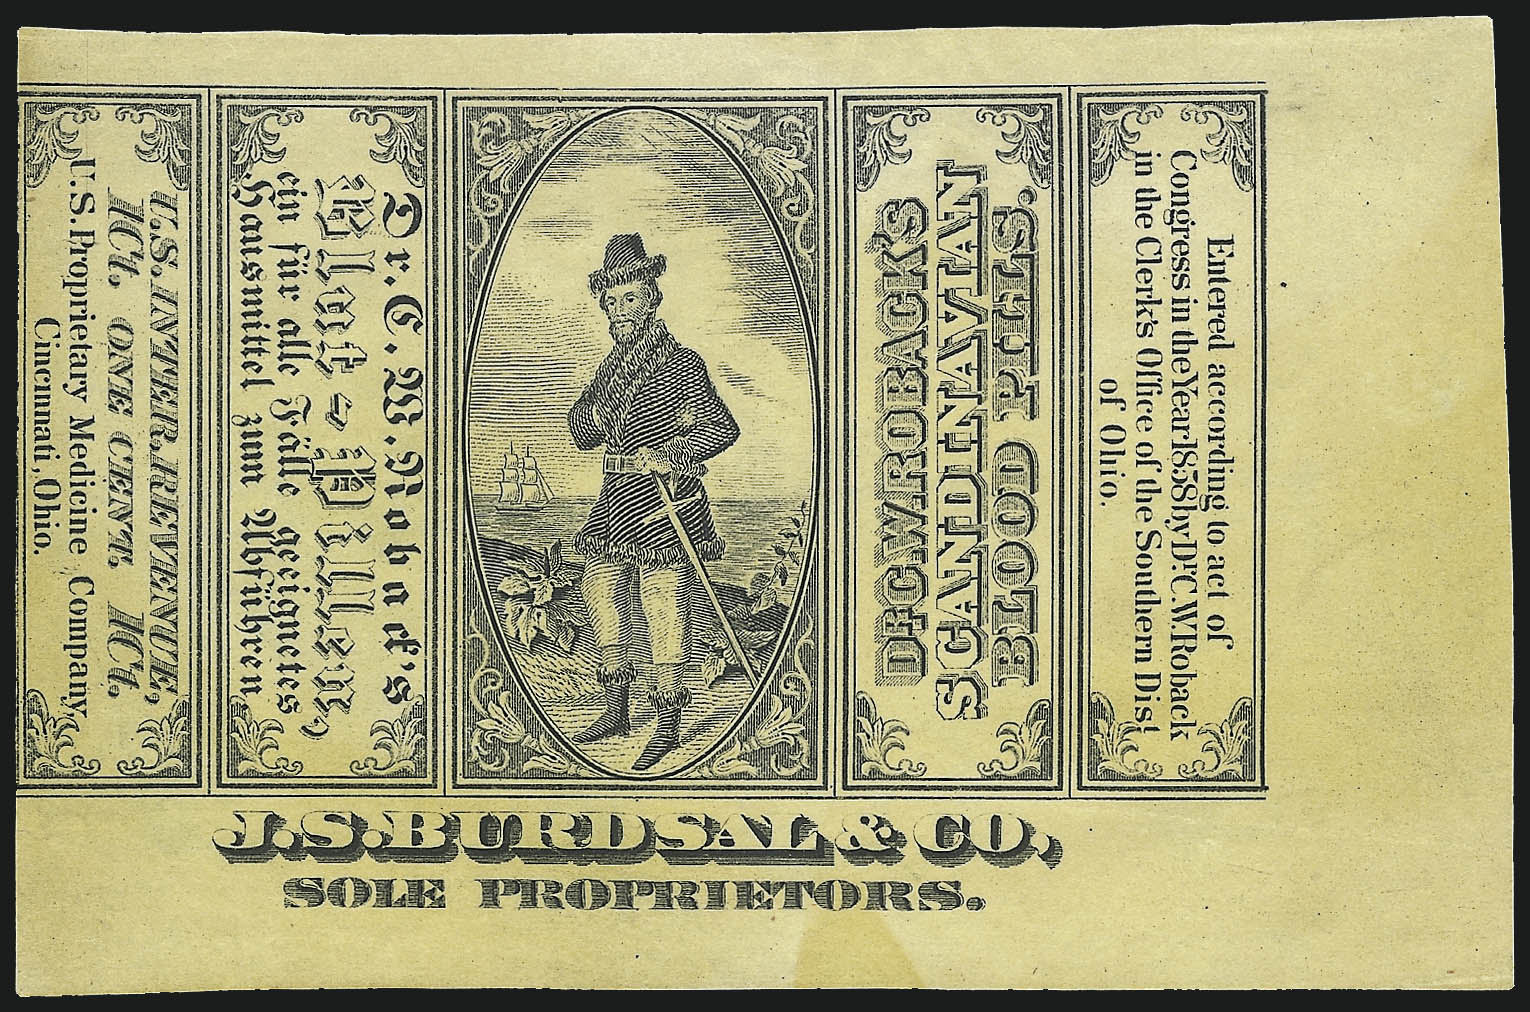 U.S. INTER. REVENUE,
1Ct. ONE CENT. 1Ct.
U.S. Proprietary Medicine Company,
Cincinnati, Ohio.
Dr. C. W. Roback's
Blut-Pillen,
ein für alle Fälle geeignetes
Hausmittel zum Abführen
DR. C.W. ROBACK'S
SCANDINAVIAN
BLOOD PILLS.
Entered according to act of
Congress in the Year 1858 by Dr. C.W. Roback
in the Clerk's Office of the Southern Dist
of Ohio.
J.S. BURDSAL & CO,
SOLE PROPRIETORS.